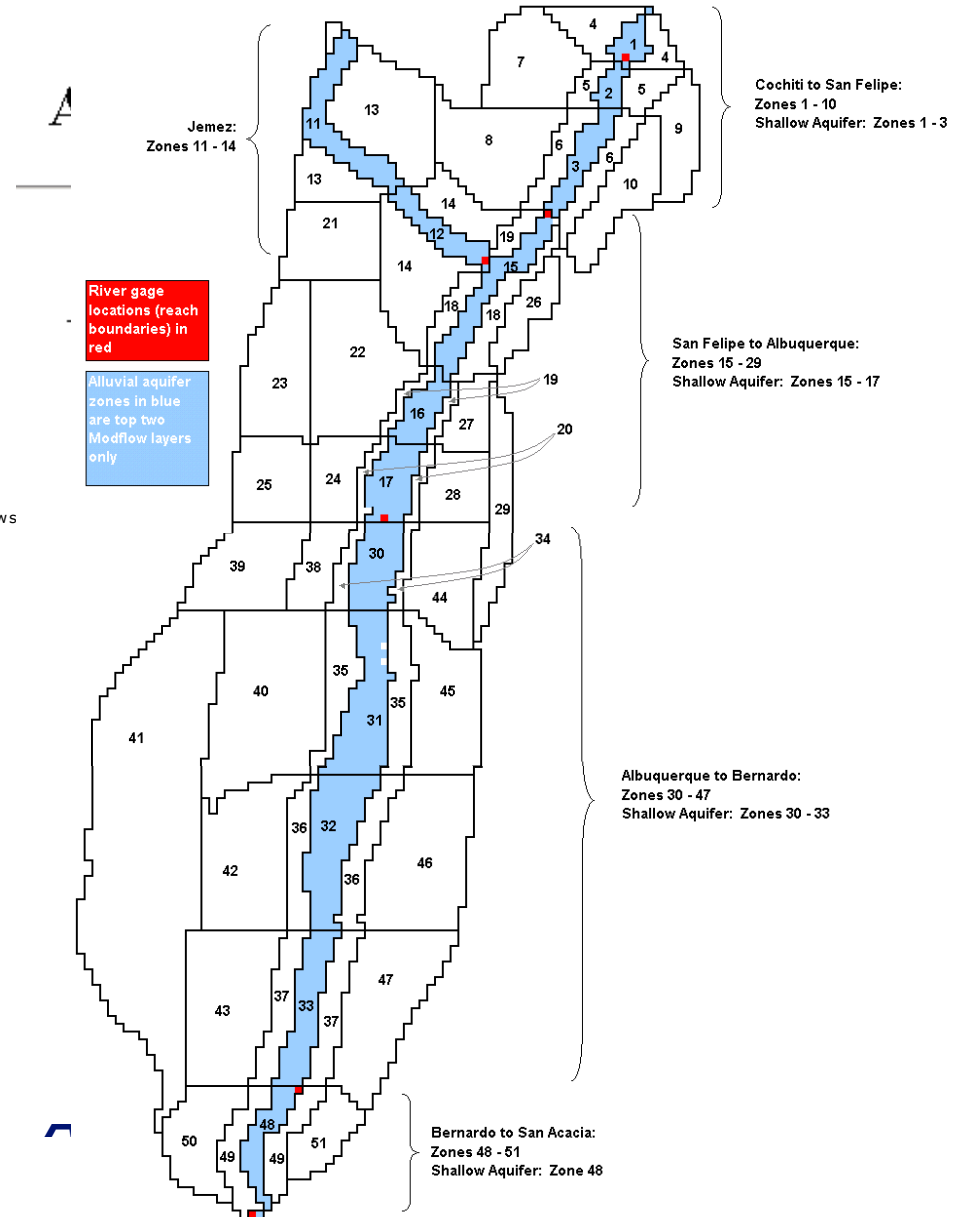 A
4
1
4
7
5
2
5
13
11
8
9
6
3
6
10
Cochiti to San Felipe:
Zones 1 - 10
Shallow Aquifer: Zones 1 - 3
Jemez:
Zones 11 - 14
13
14
21
12
19
14
15
26
18
18
River gage
locations (reach
boundaries) in
red
Alluvial aquifer
zones in blue
are top two
Modflow layers
only
San Felipe to Albuquerque:
Zones 15 - 29
Shallow Aquifer: Zones 15 - 17
22
23
19
16
27
20
25
24
17
28
29
ws
30
34
39
38
44
35
40
35
45
31
41
Albuquerque to Bernardo:
Zones 30 - 47
Shallow Aquifer: Zones 30 - 33
36
32
42
36
46
47
37
33
43
37
48
50
49
49
51
Bernardo to San Acacia:
Zones 48 - 51
Shallow Aquifer: Zone 48